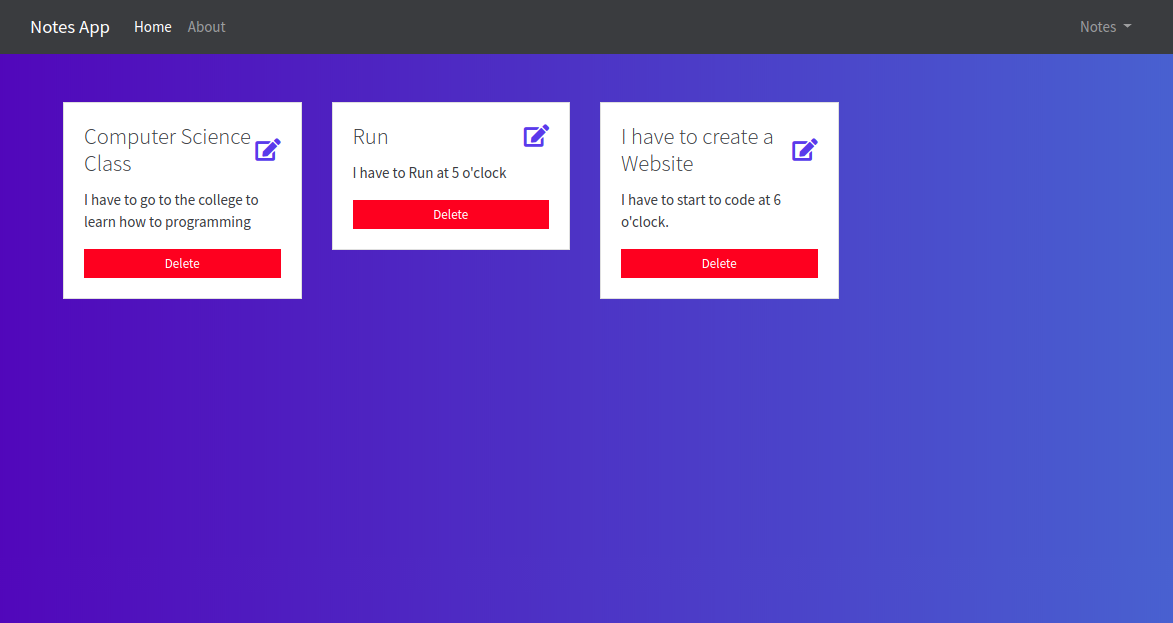 Notes App Home About Notes
Computer Science
Class
I have to go to the college to
learn how to programming
Delete
Run
I have to Run at 5 o'clock
Delete
I have to create a
Website
I have to start to code at 6
o'clock.
Delete